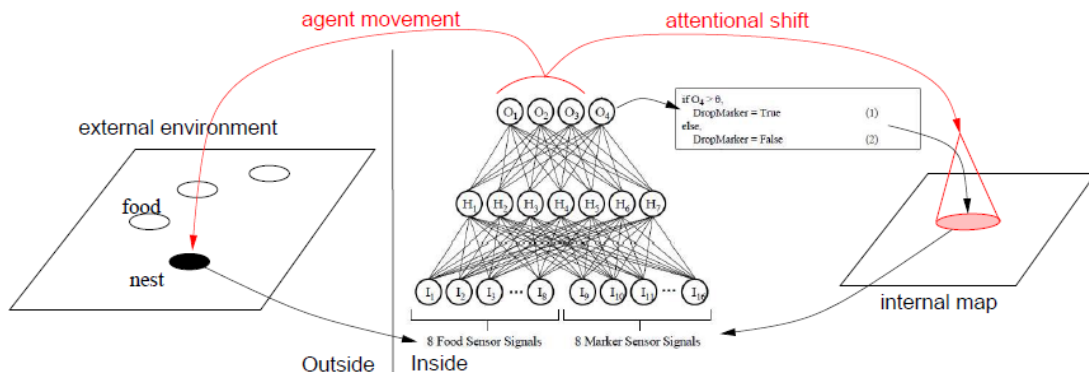 agent movement
attentional shift
external environment
food
nest
Outside
O1 O2 O3 O4
H1 H2 H3 H4 H5 H6 H7
I1 I2 I3 ••• I8 I9 I10 I11 ••• I16
8 Food Sensor Signals
8 Marker Sensor Signals
Inside
if O4 > θ,
DropMarker = True (1)
else,
DropMarker = False (2)
internal map